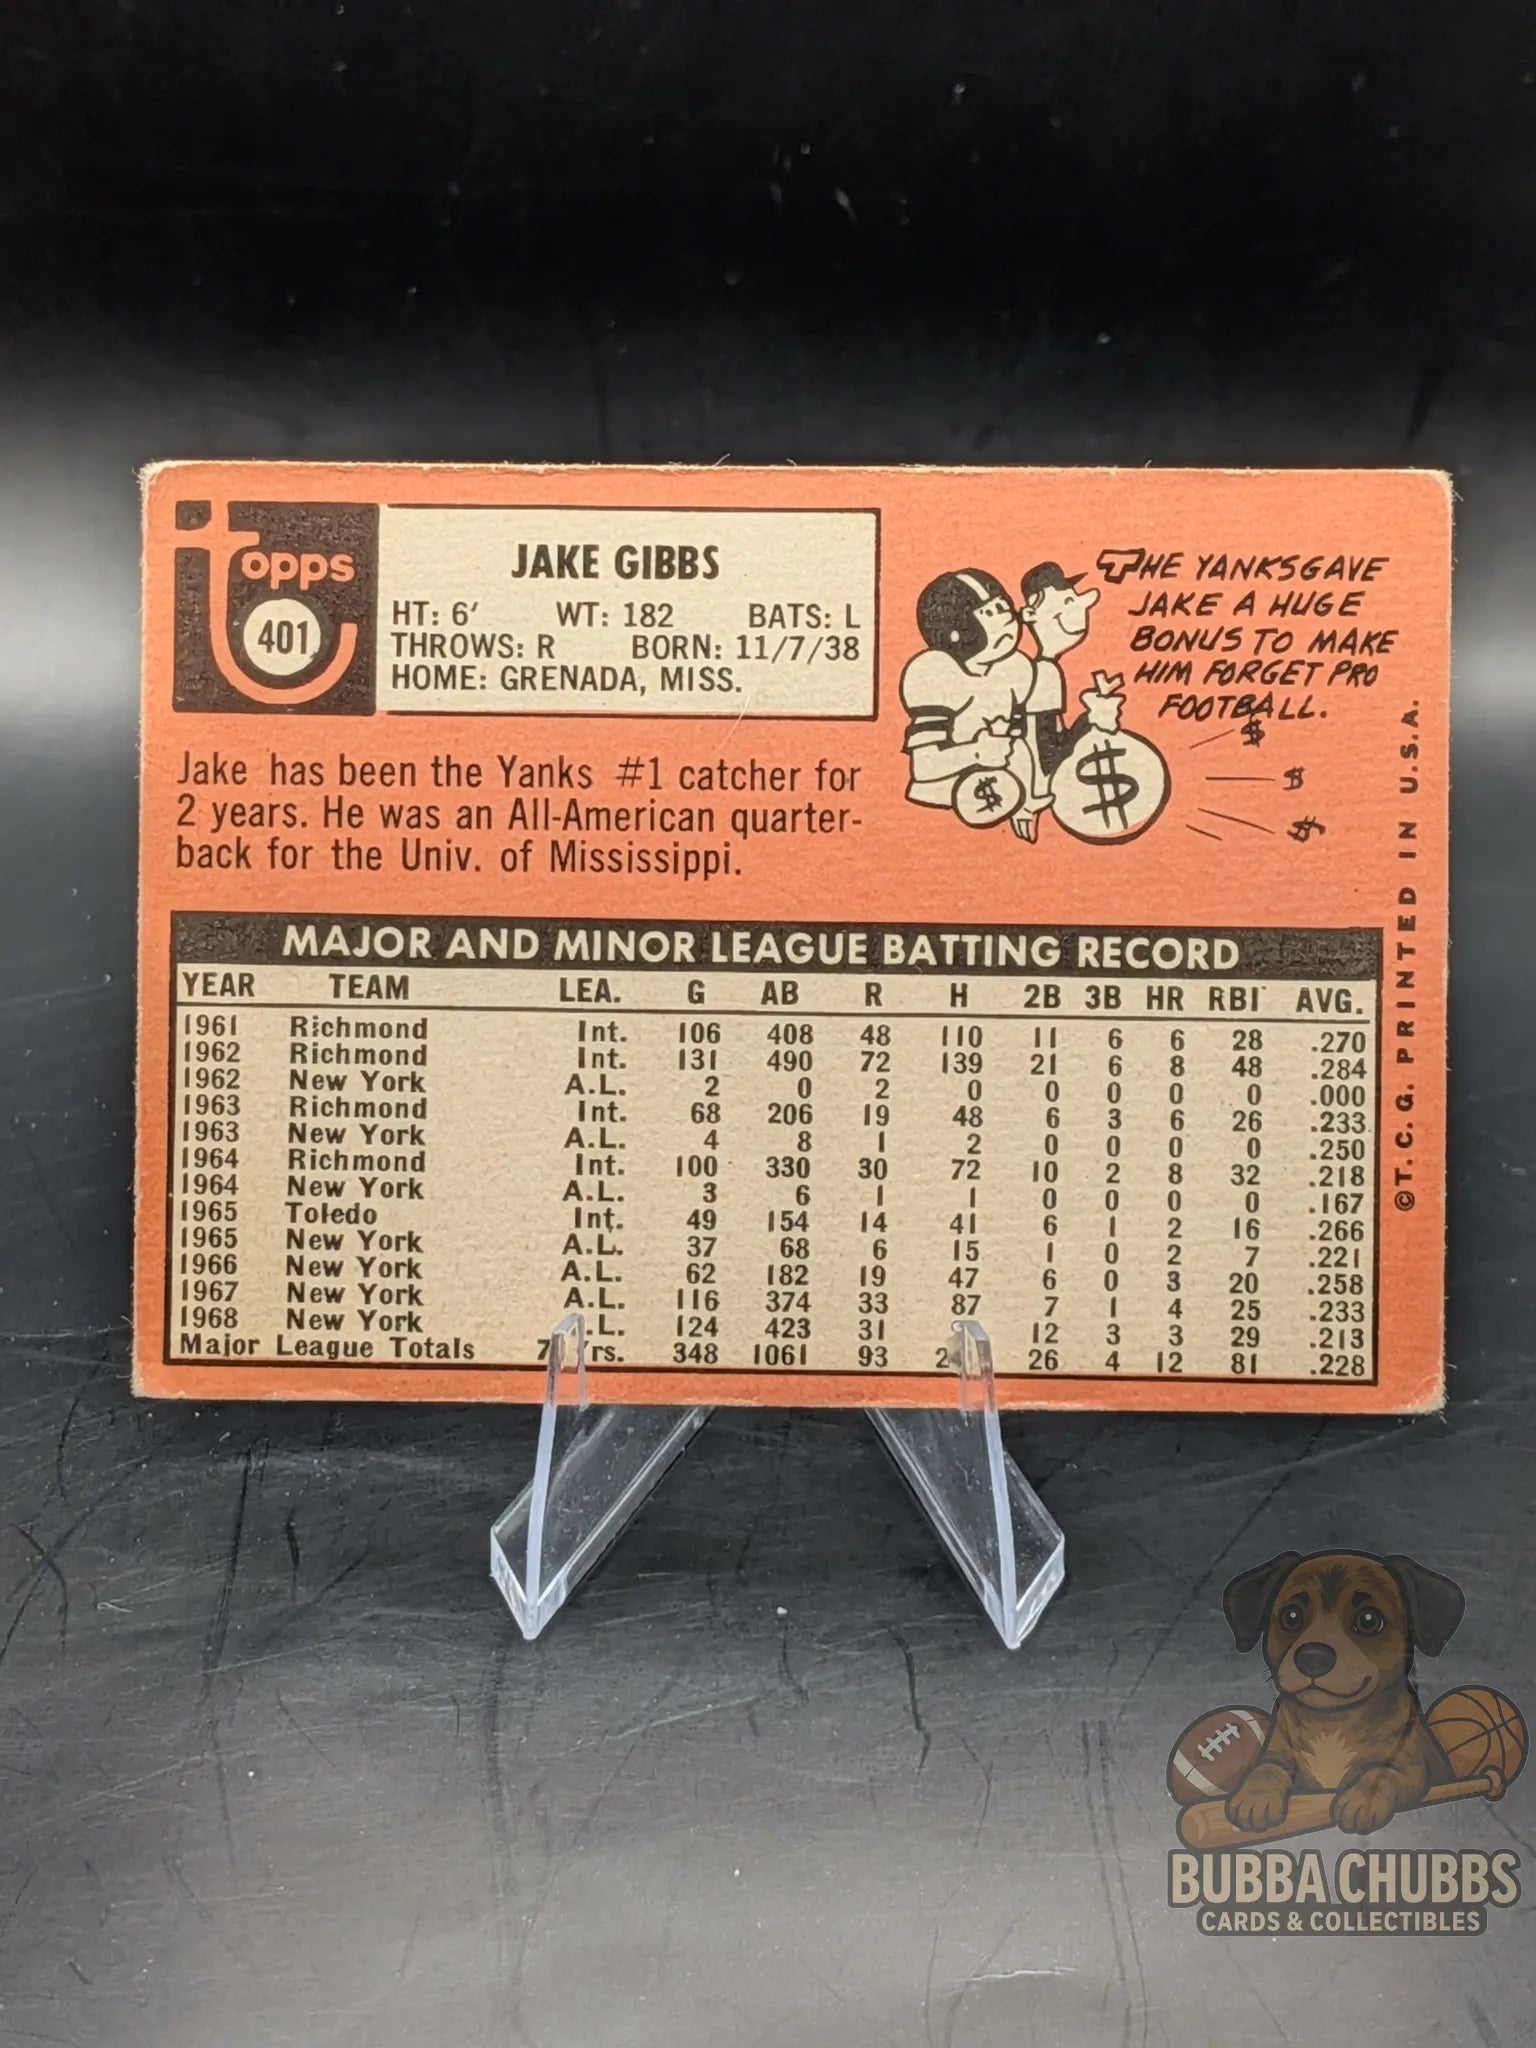 Topps
401
JAKE GIBBS
HT: 6' WT: 182 BATS: L
THROWS: R BORN: 11/7/38
HOME: GRENADA, MISS.
THE YANKS GAVE
JAKE A HUGE
BONUS TO MAKE
HIM FORGET PRO
FOOTBALL.
$
$
$
$
$
Jake has been the Yanks #1 catcher for
2 years. He was an All-American quarter-
back for the Univ. of Mississippi.
MAJOR AND MINOR LEAGUE BATTING RECORD
YEAR TEAM LEA. G AB R H 2B 3B HR RBI AVG.
1961 Richmond Int. 106 408 48 110 11 6 6 28 .270
1962 Richmond Int. 131 490 72 139 21 6 8 48 .284
1962 New York A.L. 2 0 2 0 0 0 0 0 .000
1963 Richmond Int. 68 206 19 48 6 3 6 26 .233
1963 New York A.L. 4 8 1 2 0 0 0 0 .250
1964 Richmond Int. 100 330 30 72 10 2 8 32 .218
1964 New York A.L. 3 6 1 1 0 0 0 0 .167
1965 Toledo Int. 49 154 14 41 6 1 2 16 .266
1965 New York A.L. 37 68 6 15 1 0 2 7 .221
1966 New York A.L. 62 182 19 47 6 0 3 20 .258
1967 New York A.L. 116 374 33 87 7 1 4 25 .233
1968 New York .L. 124 423 31 12 3 3 29 .213
Major League Totals 7 Yrs. 348 1061 93 26 4 12 81 .228
©T.C.G. PRINTED IN U.S.A.
BUBBA CHUBBS
CARDS & COLLECTIBLES